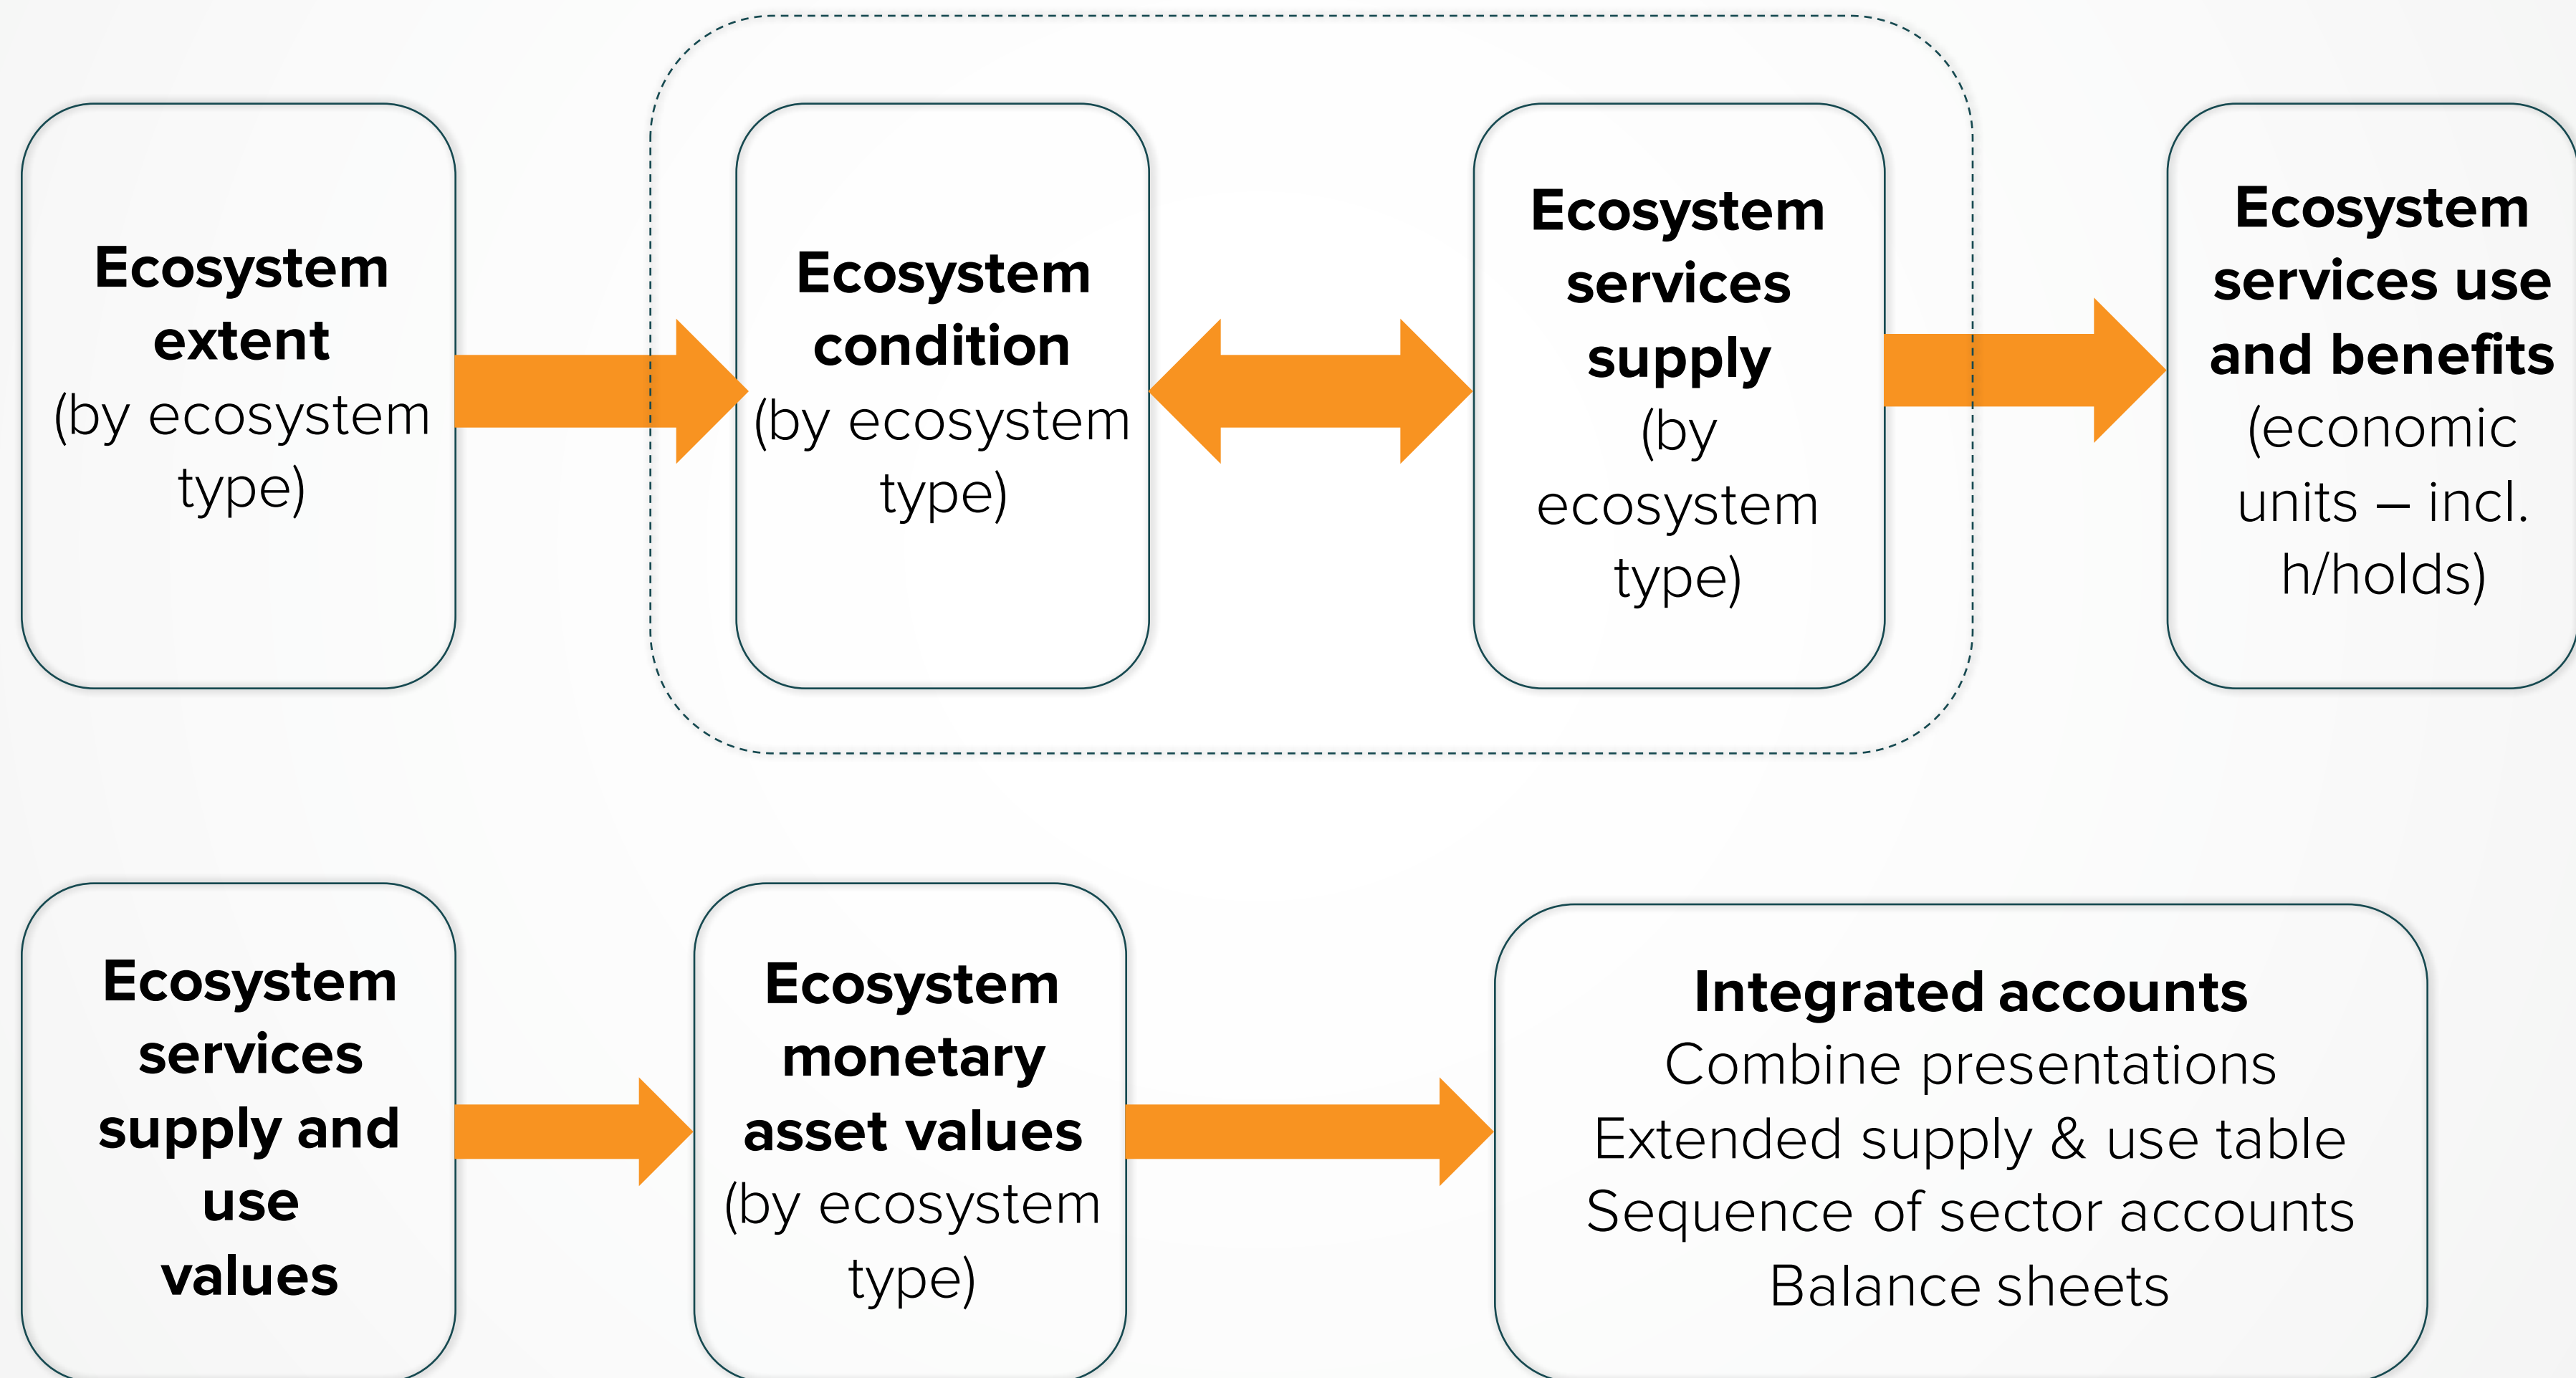 Ecosystem
extent
(by ecosystem
type)
Ecosystem
condition
(by ecosystem
type)
Ecosystem
services
supply
(by
ecosystem
type)
Ecosystem
services use
and benefits
(economic
units – incl.
h/holds)
Ecosystem
services
supply and
use
values
Ecosystem
monetary
asset values
(by ecosystem
type)
Integrated accounts
Combine presentations
Extended supply & use table
Sequence of sector accounts
Balance sheets